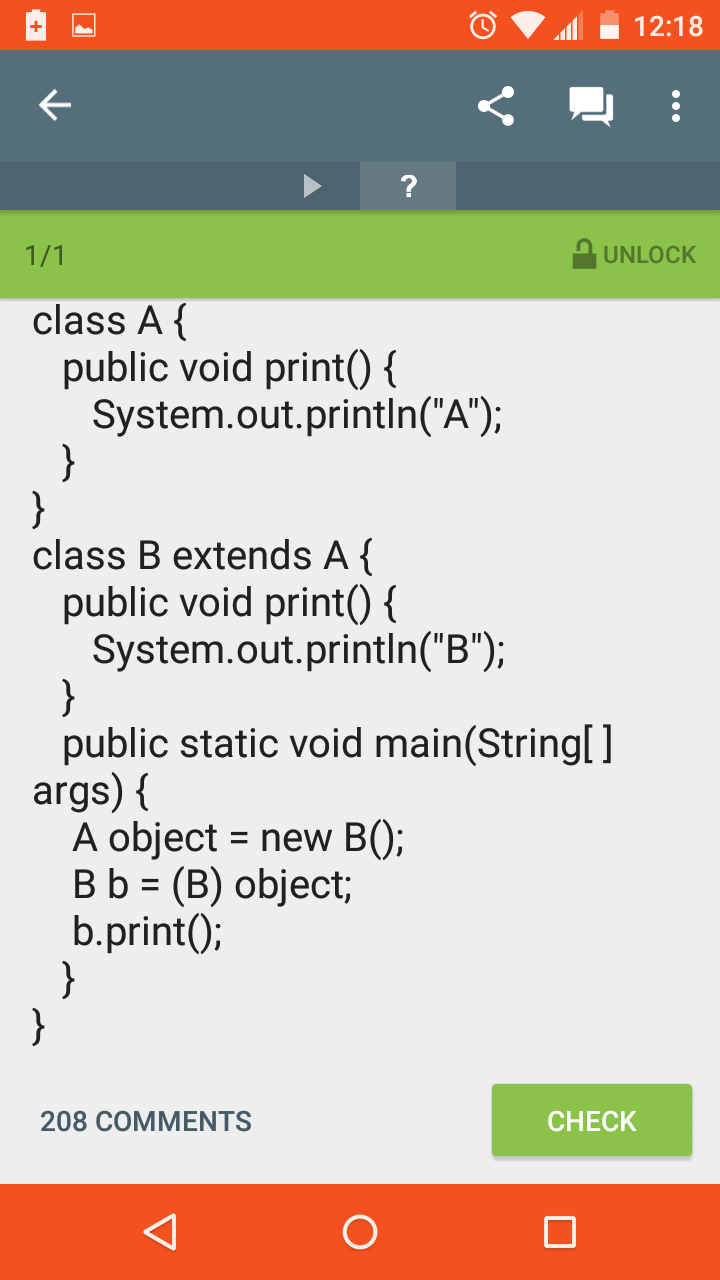 12:18
?
1/1
UNLOCK
class A {
public void print() {
System.out.println("A");
}
}
class B extends A {
public void print() {
System.out.println("B");
}
public static void main(String[ ]
args) {
A object = new B();
B b = (B) object;
b.print();
}
}
208 COMMENTS
CHECK